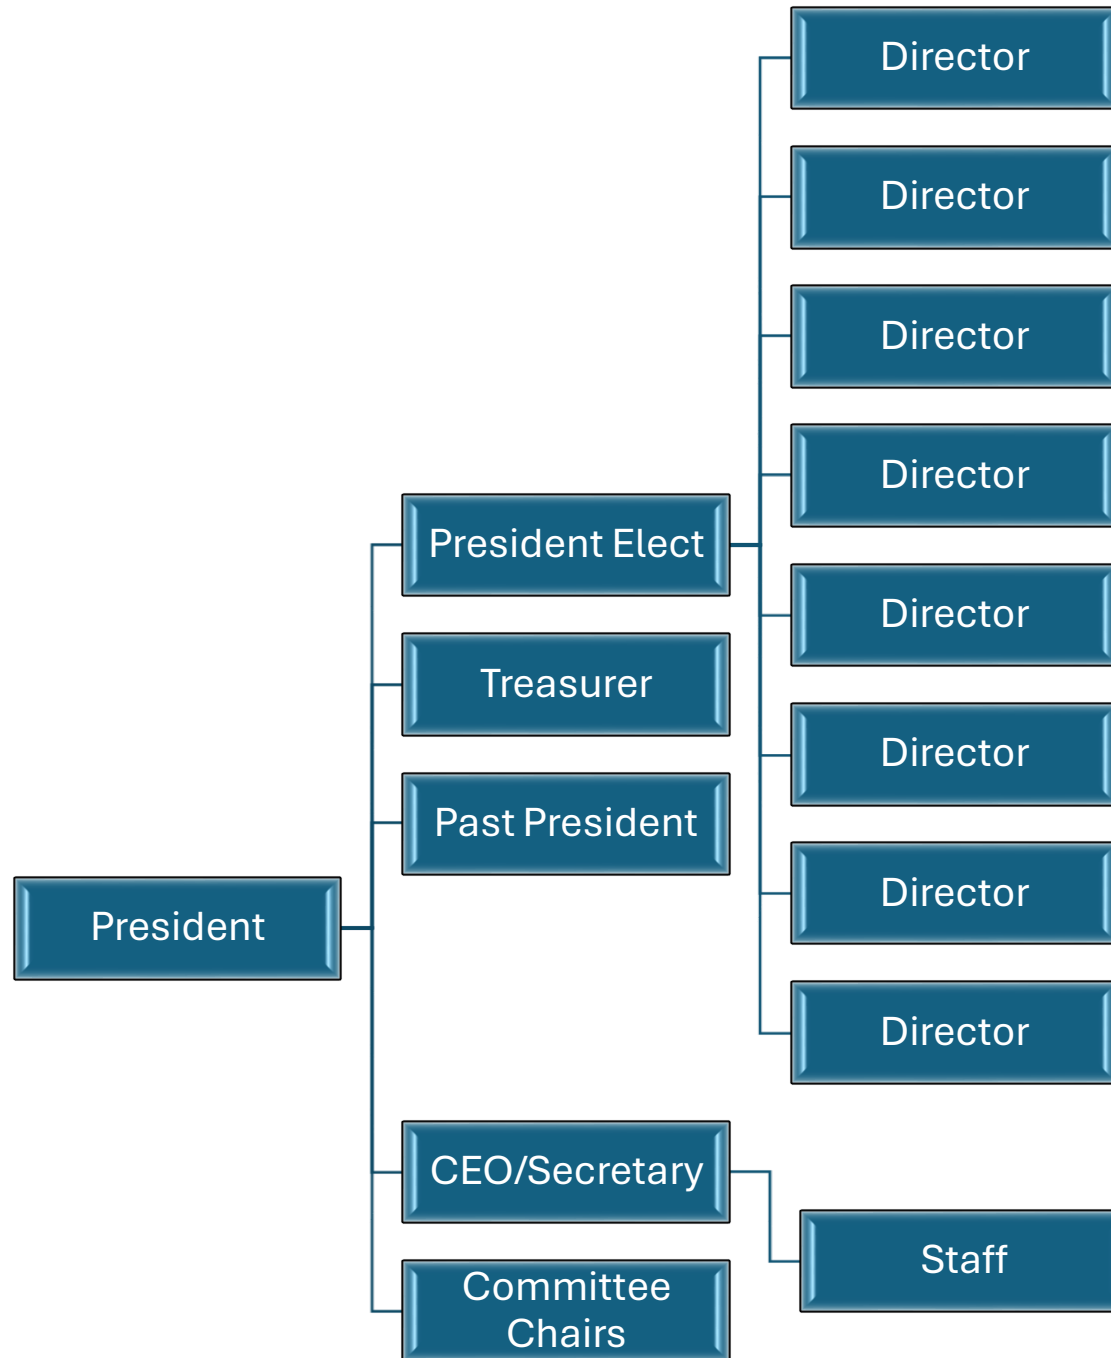 Director
Director
Director
Director
President Elect
Director
Treasurer
Director
Past President
Director
President
Director
CEO/Secretary
Staff
Committee
Chairs